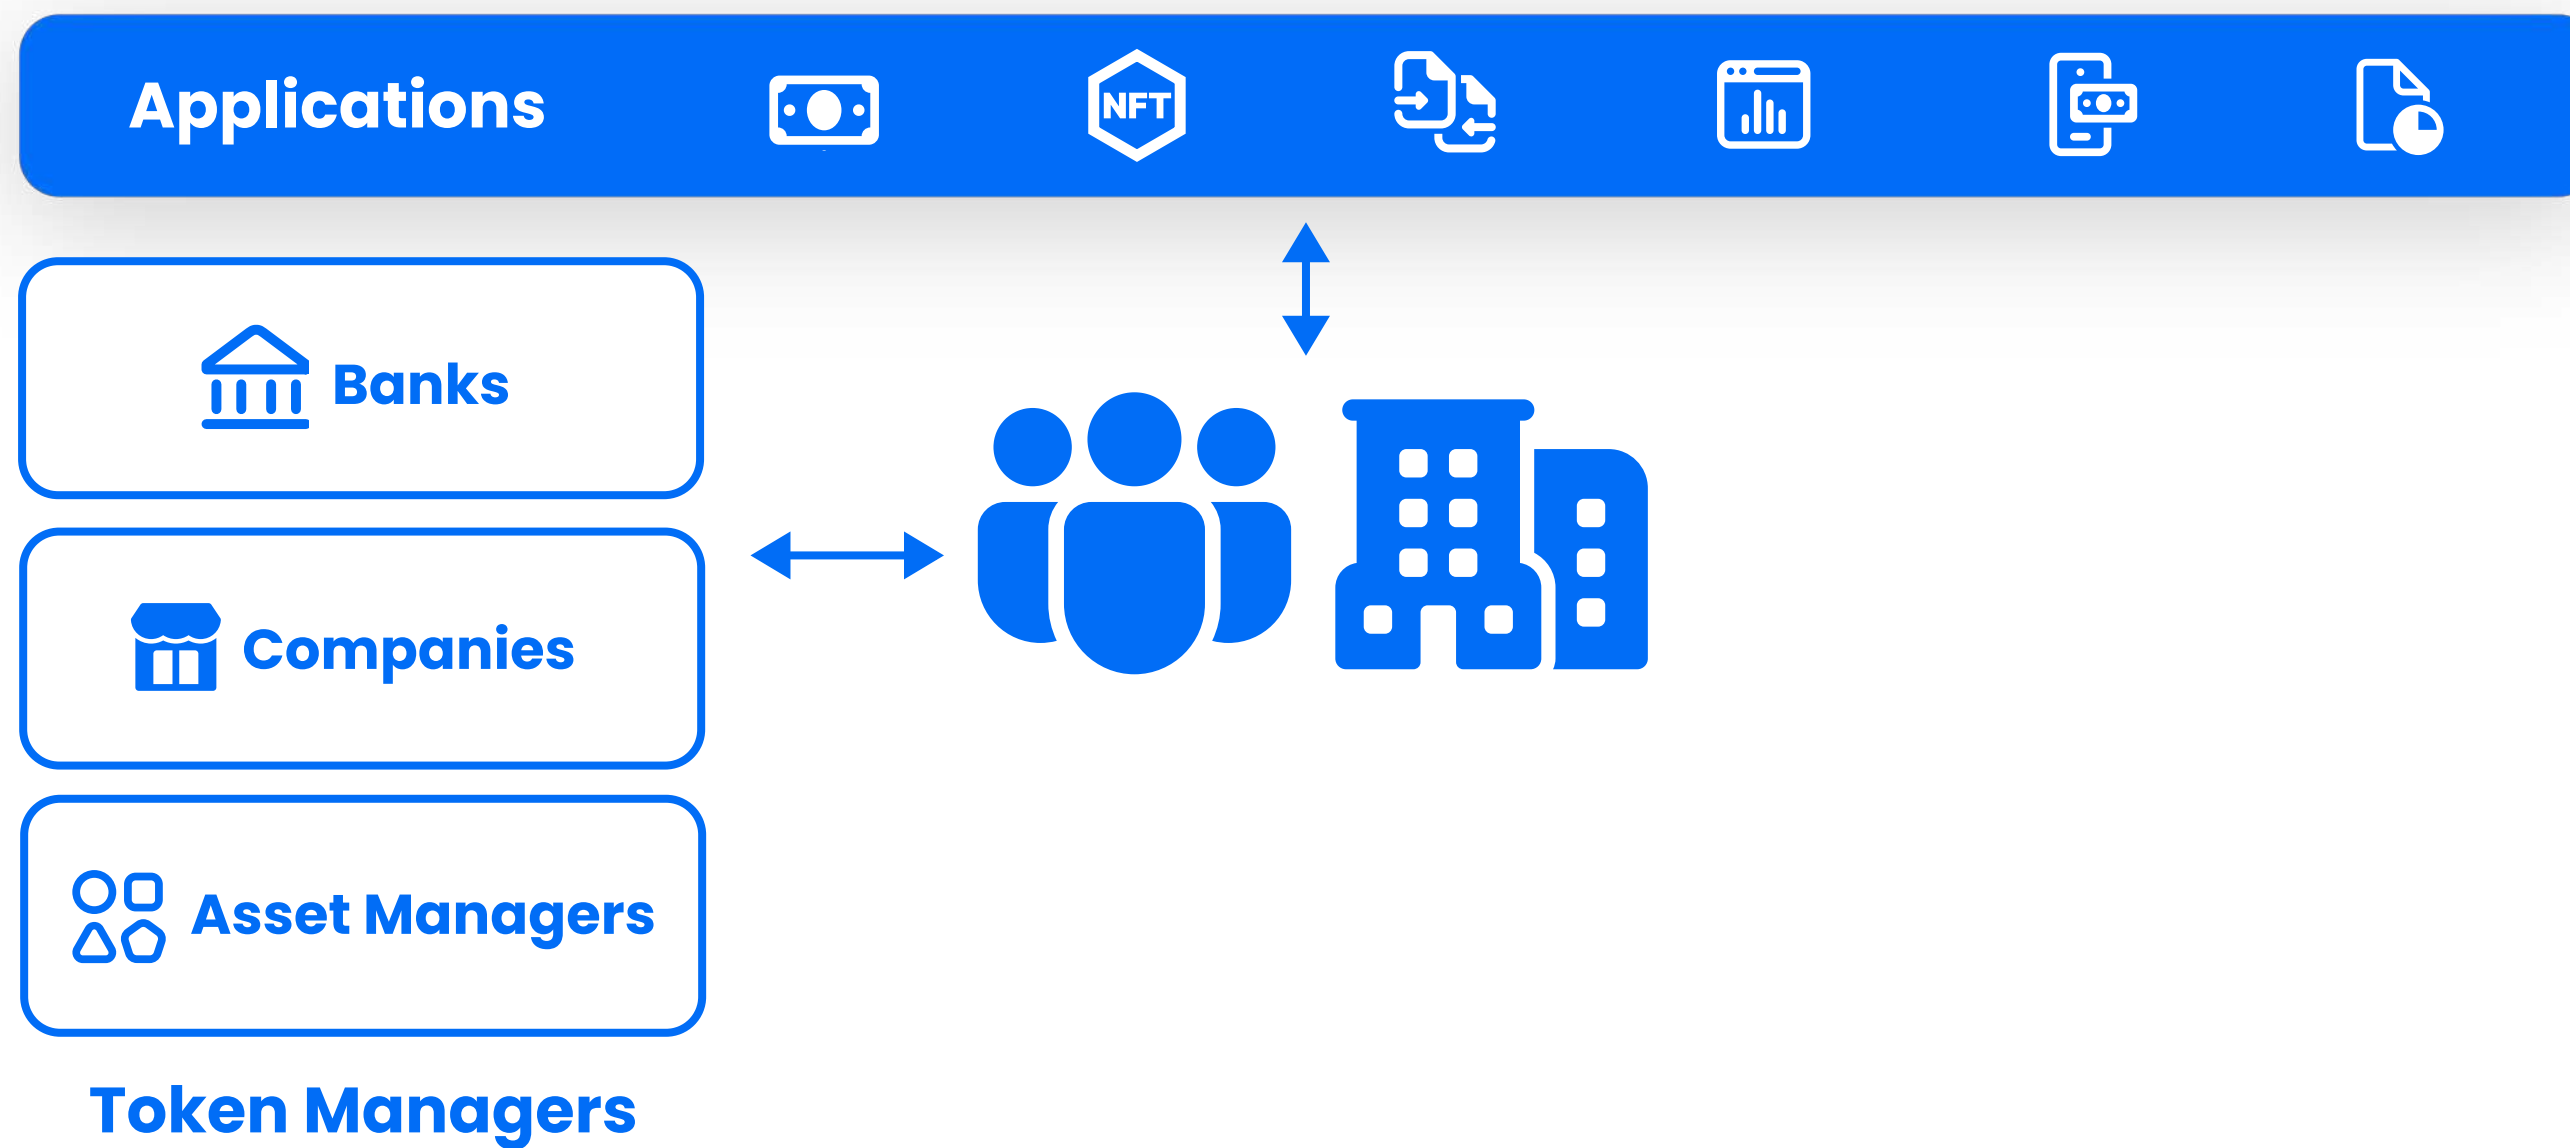 Applications
NFT
Banks
Companies
Asset Managers
Token Managers